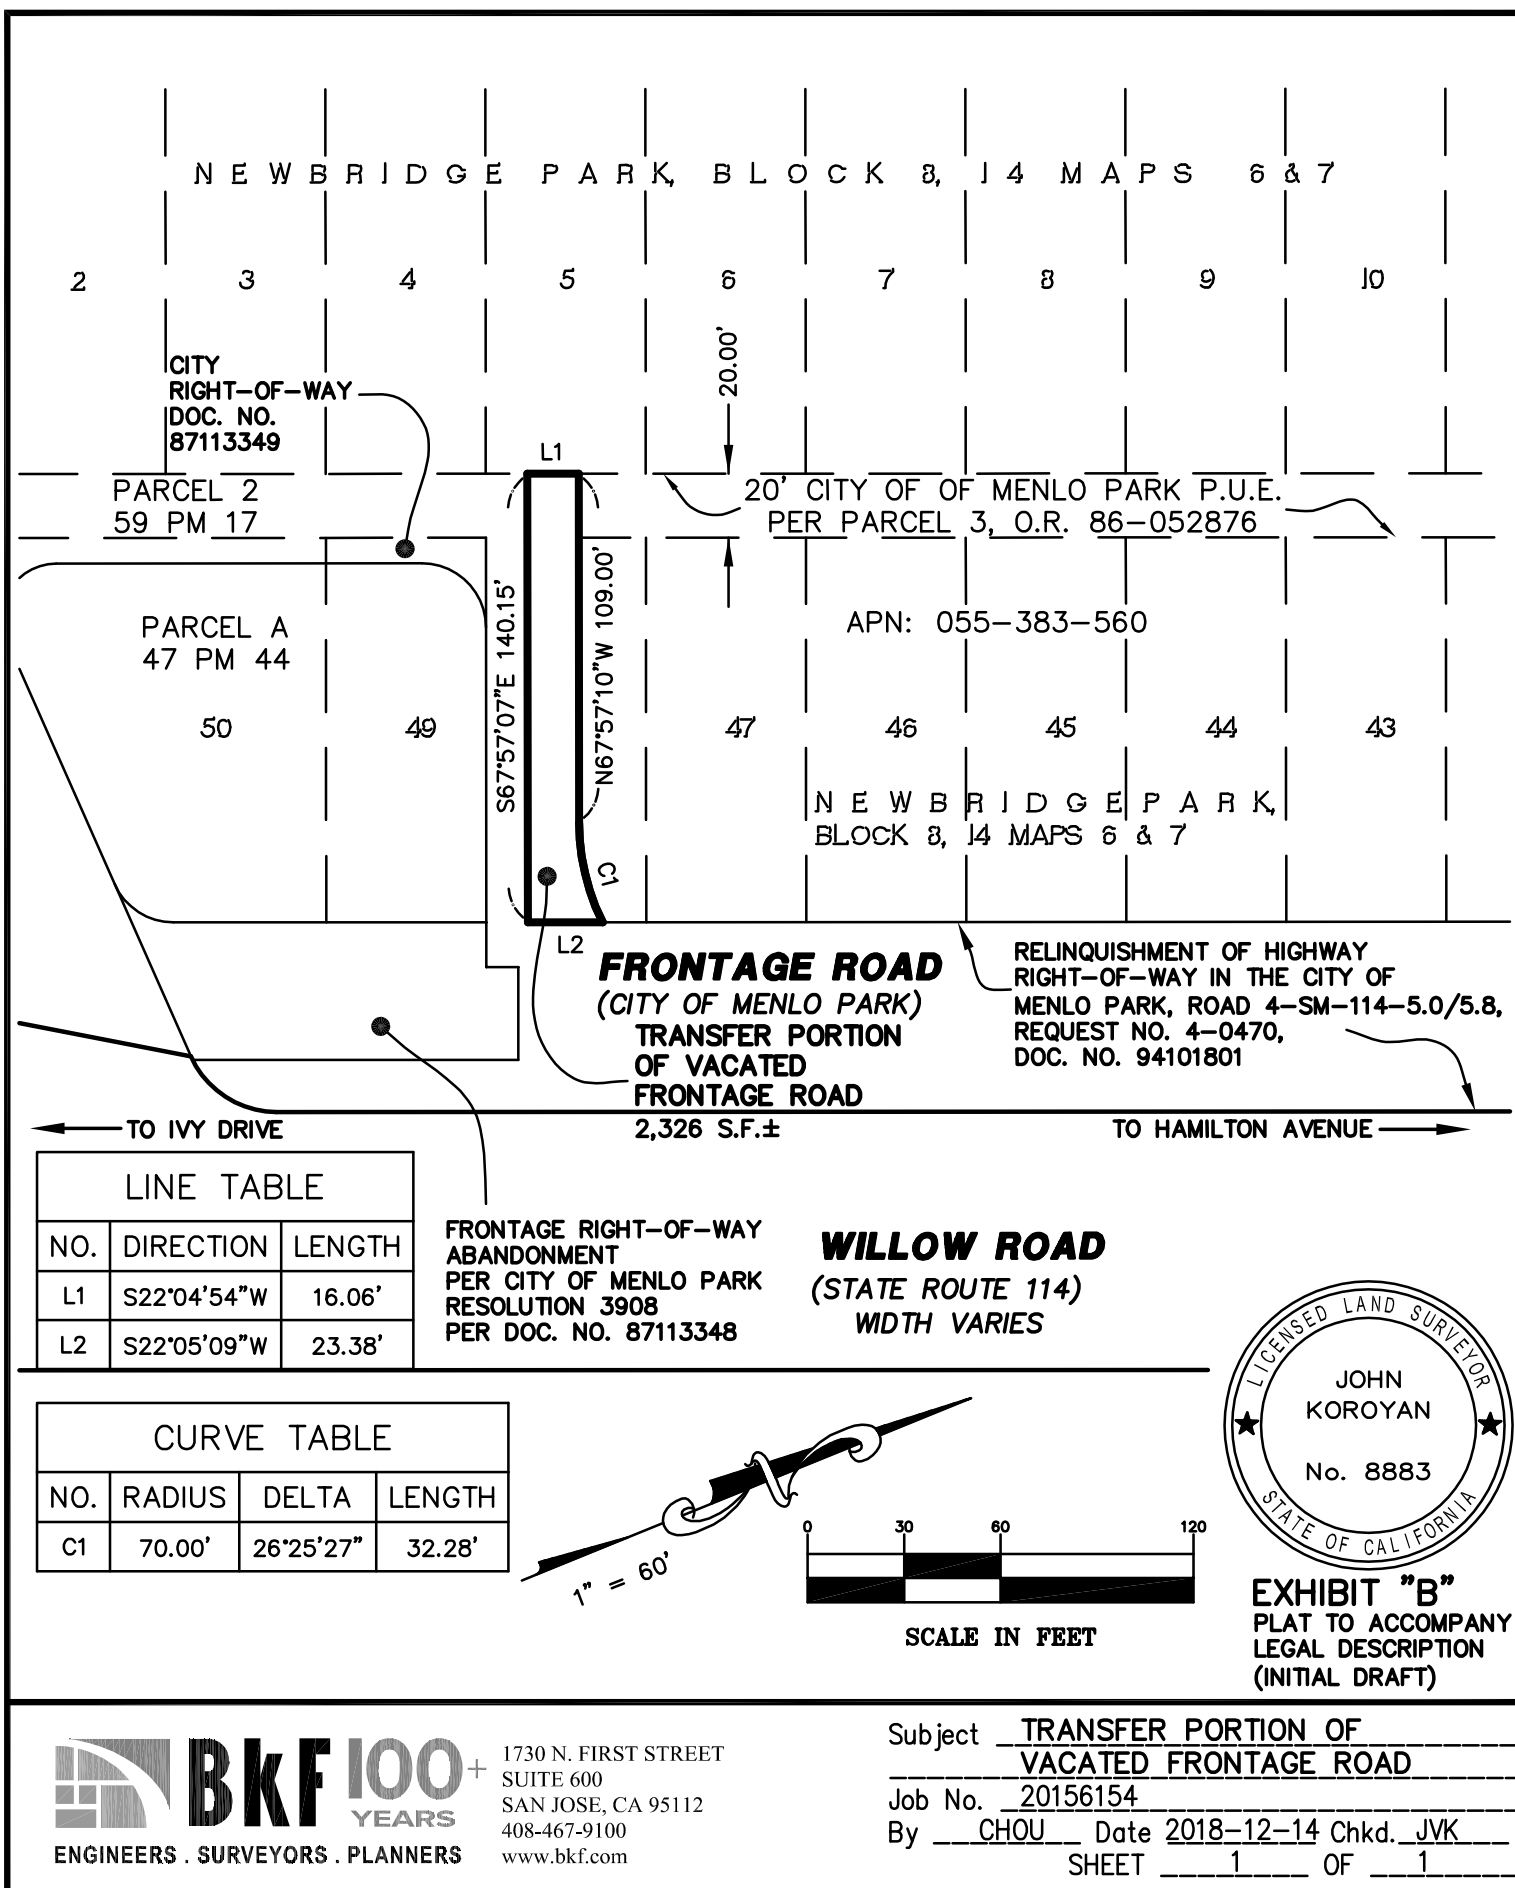 NEWBRIDGE PARK, BLOCK 8, 14 MAPS 6 & 7
2 3 4 5 6 7 8 9 10
CITY
RIGHT-OF-WAY
DOC. NO.
87113349
20.00'
L1
PARCEL 2
59 PM 17
20' CITY OF OF MENLO PARK P.U.E.
PER PARCEL 3, O.R. 86-052876
PARCEL A
47 PM 44
S67°57'07"E 140.15'
N67°57'10"W 109.00'
APN: 055-383-560
50 49 47 46 45 44 43
NEWBRIDGE PARK,
BLOCK 8, 14 MAPS 6 & 7
C1
L2
FRONTAGE ROAD
(CITY OF MENLO PARK)
TRANSFER PORTION
OF VACATED
FRONTAGE ROAD
2,326 S.F.±
RELINQUISHMENT OF HIGHWAY
RIGHT-OF-WAY IN THE CITY OF
MENLO PARK, ROAD 4-SM-114-5.0/5.8,
REQUEST NO. 4-0470,
DOC. NO. 94101801
TO IVY DRIVE
TO HAMILTON AVENUE
LINE TABLE
NO. DIRECTION LENGTH
L1 S22°04'54"W 16.06'
L2 S22°05'09"W 23.38'
FRONTAGE RIGHT-OF-WAY
ABANDONMENT
PER CITY OF MENLO PARK
RESOLUTION 3908
PER DOC. NO. 87113348
WILLOW ROAD
(STATE ROUTE 114)
WIDTH VARIES
CURVE TABLE
NO. RADIUS DELTA LENGTH
C1 70.00' 26°25'27" 32.28'
1" = 60'
0 30 60 120
SCALE IN FEET
LICENSED LAND SURVEYOR
JOHN
KOROYAN
No. 8883
STATE OF CALIFORNIA
EXHIBIT "B"
PLAT TO ACCOMPANY
LEGAL DESCRIPTION
(INITIAL DRAFT)
BKF 100+
YEARS
ENGINEERS . SURVEYORS . PLANNERS
1730 N. FIRST STREET
SUITE 600
SAN JOSE, CA 95112
408-467-9100
www.bkf.com
Subject TRANSFER PORTION OF
VACATED FRONTAGE ROAD
Job No. 20156154
By CHOU Date 2018-12-14 Chkd. JVK
SHEET 1 OF 1